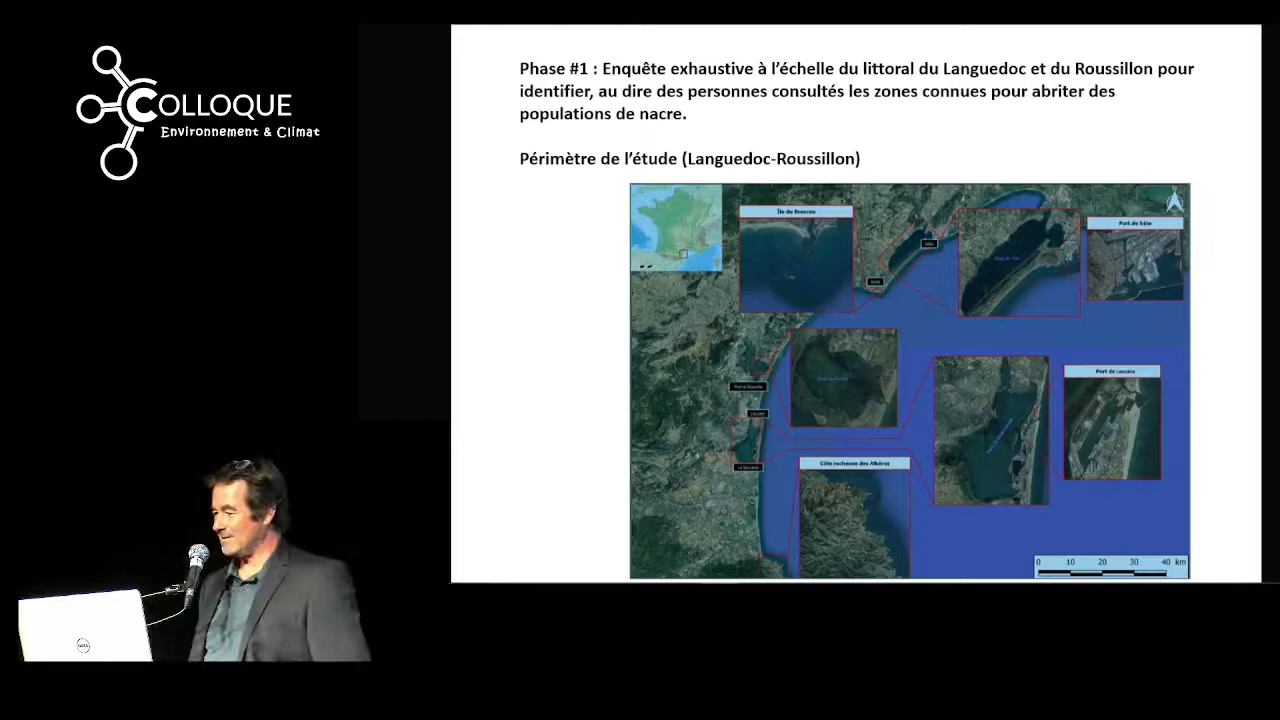 COLLOQUE
Environnement & Climat
Phase #1 : Enquête exhaustive à l'échelle du littoral du Languedoc et du Roussillon pour
identifier, au dire des personnes consultés les zones connues pour abriter des
populations de nacre.
Périmètre de l'étude (Languedoc-Roussillon)
Île du Brescou
Port de Sète
Port de Leucate
Côte rocheuse des Albères
0 10 20 30 40 km
DELL